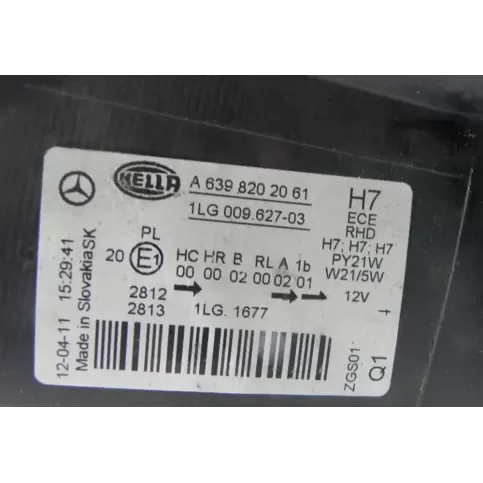 HELLA
A 639 820 20 61
1LG 009.627-03
H7
ECE
RHD
H7; H7; H7
PY21W
W21/5W
12V
PL
20 E1
HC HR B RL A 1b
00 00 02 00 02 01
2812
2813
1LG. 1677
12-04-11 15:29:41
Made in SlovakiaSK
ZGS01
Q1